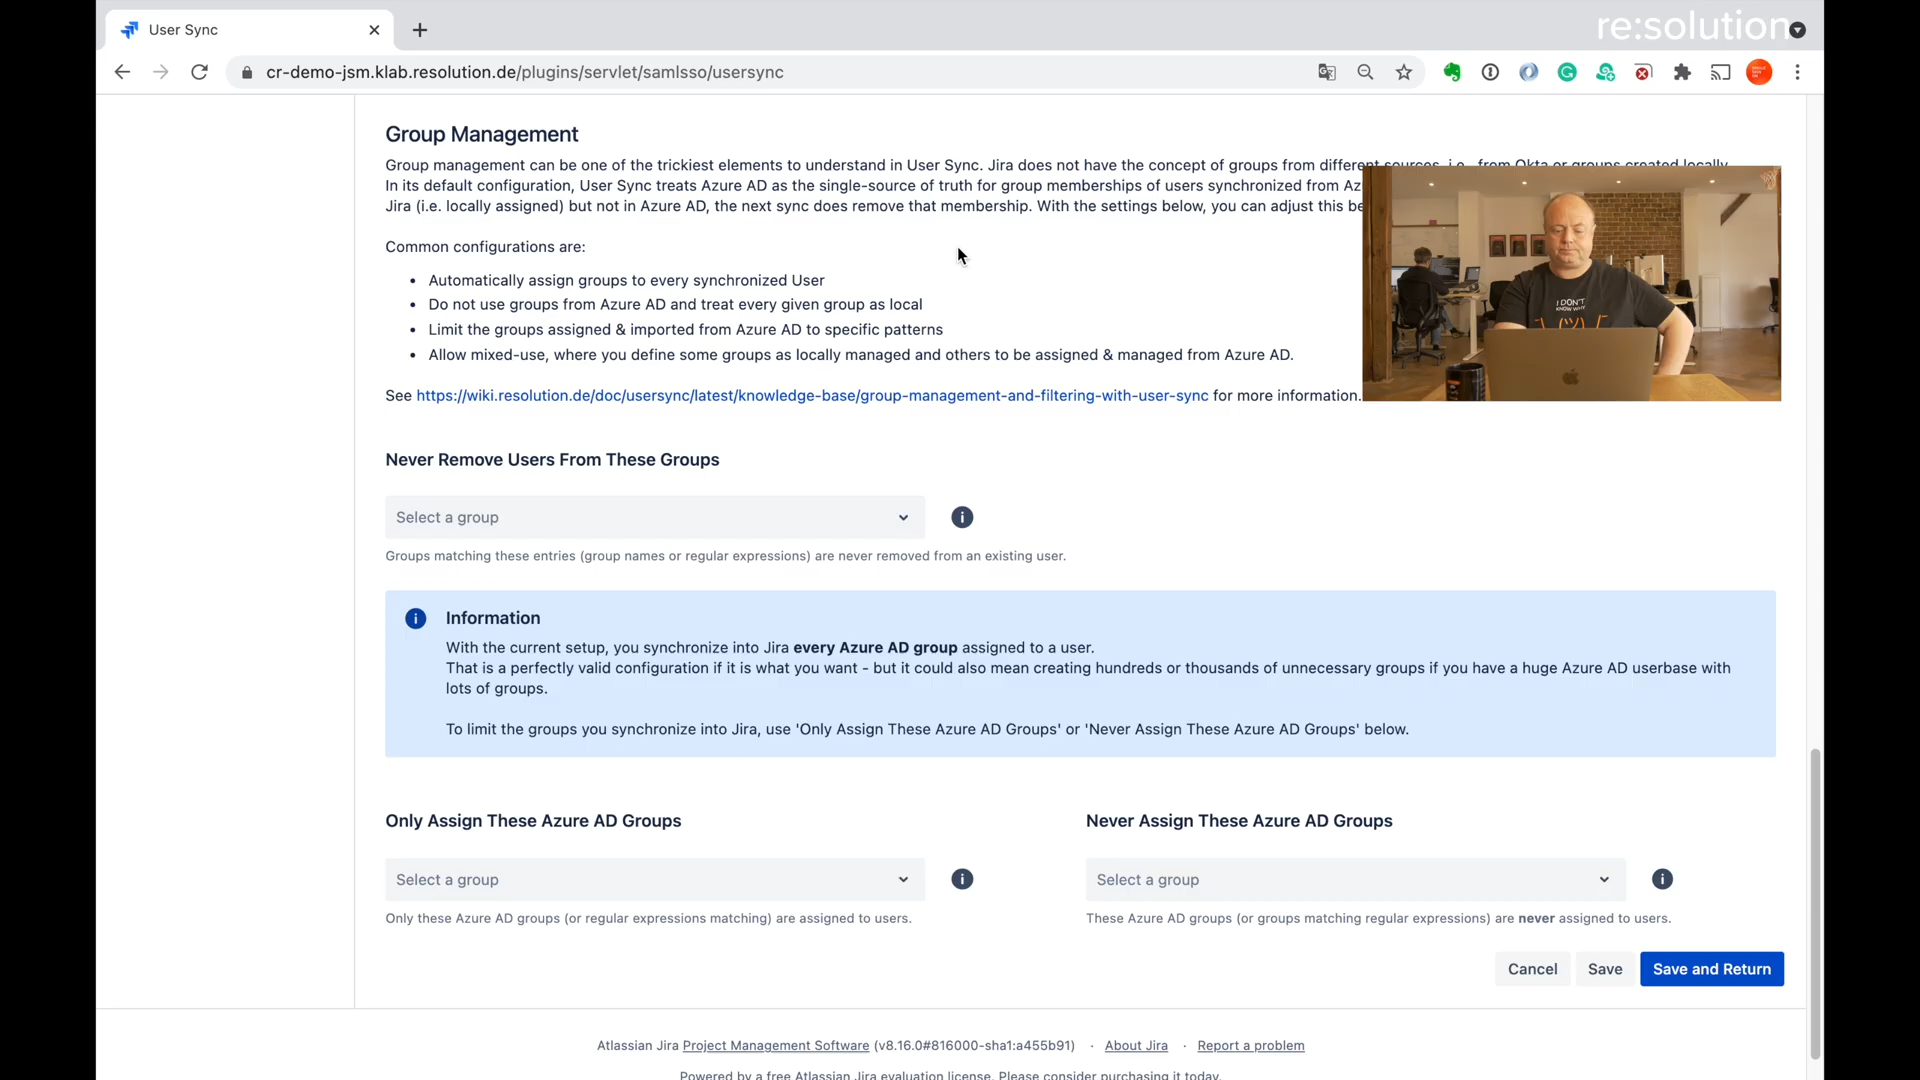 User Sync
re:solution
cr-demo-jsm.klab.resolution.de/plugins/servlet/samlsso/usersync
Group Management
Group management can be one of the trickiest elements to understand in User Sync. Jira does not have the concept of groups from different sources, i.e., from Okta or groups created locally.
In its default configuration, User Sync treats Azure AD as the single-source of truth for group memberships of users synchronized from Az
Jira (i.e. locally assigned) but not in Azure AD, the next sync does remove that membership. With the settings below, you can adjust this be
Common configurations are:
• Automatically assign groups to every synchronized User
• Do not use groups from Azure AD and treat every given group as local
• Limit the groups assigned & imported from Azure AD to specific patterns
• Allow mixed-use, where you define some groups as locally managed and others to be assigned & managed from Azure AD.
See https://wiki.resolution.de/doc/usersync/latest/knowledge-base/group-management-and-filtering-with-user-sync for more information.
I DON'T
KNOW WHY
Never Remove Users From These Groups
Select a group
Groups matching these entries (group names or regular expressions) are never removed from an existing user.
Information
With the current setup, you synchronize into Jira every Azure AD group assigned to a user.
That is a perfectly valid configuration if it is what you want - but it could also mean creating hundreds or thousands of unnecessary groups if you have a huge Azure AD userbase with
lots of groups.
To limit the groups you synchronize into Jira, use 'Only Assign These Azure AD Groups' or 'Never Assign These Azure AD Groups' below.
Only Assign These Azure AD Groups
Select a group
Only these Azure AD groups (or regular expressions matching) are assigned to users.
Never Assign These Azure AD Groups
Select a group
These Azure AD groups (or groups matching regular expressions) are never assigned to users.
Cancel
Save
Save and Return
Atlassian Jira Project Management Software (v8.16.0#816000-sha1:a455b91) · About Jira · Report a problem
Powered by a free Atlassian Jira evaluation license. Please consider purchasing it today.